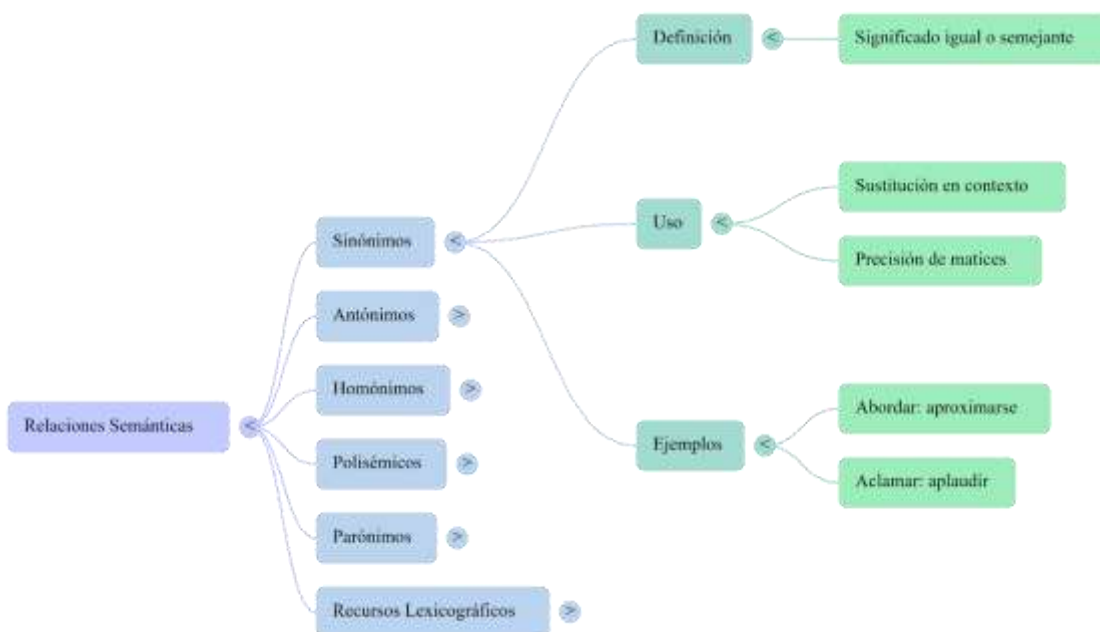 Relaciones Semánticas
Sinónimos
Definición
Significado igual o semejante
Uso
Sustitución en contexto
Precisión de matices
Ejemplos
Abordar: aproximarse
Aclamar: aplaudir
Antónimos
Homónimos
Polisémicos
Parónimos
Recursos Lexicográficos